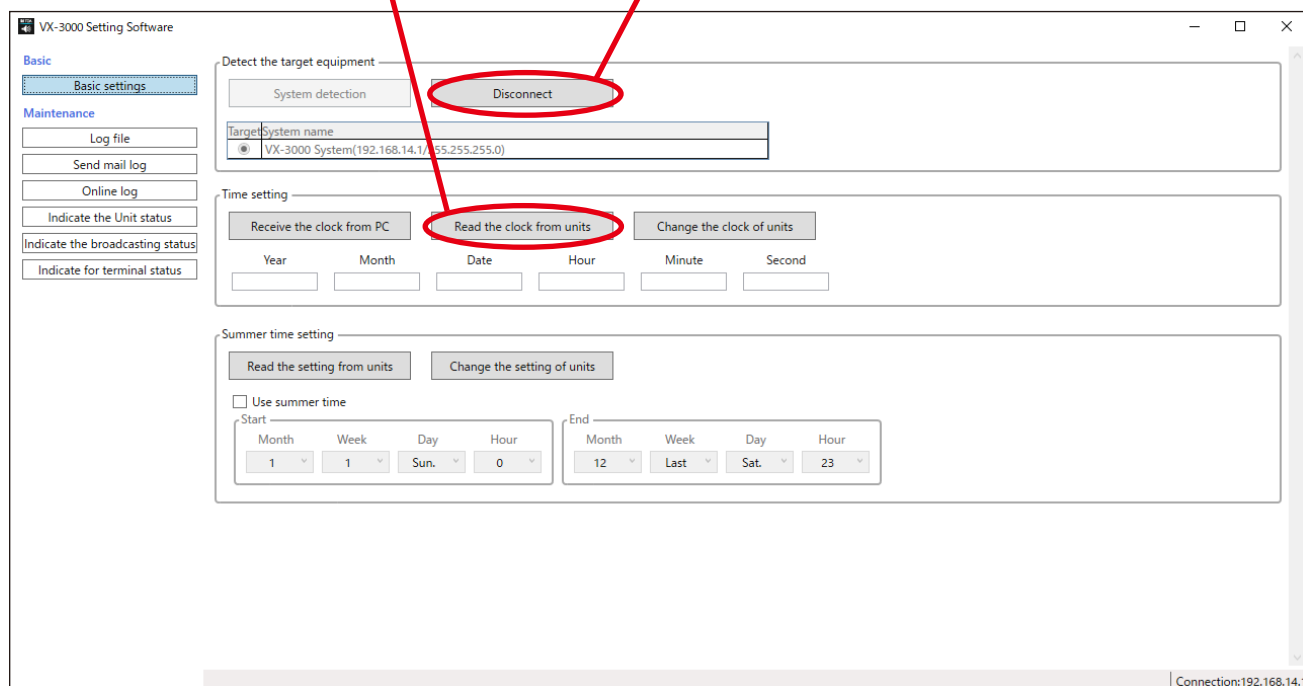 VX-3000 Setting Software
Basic
Basic settings
Maintenance
Log file
Send mail log
Online log
Indicate the Unit status
Indicate the broadcasting status
Indicate for terminal status
Detect the target equipment
System detection
Disconnect
Target System name
VX-3000 System(192.168.14.1/255.255.255.0)
Time setting
Receive the clock from PC
Read the clock from units
Change the clock of units
Year Month Date Hour Minute Second
Summer time setting
Read the setting from units
Change the setting of units
Use summer time
Start
Month Week Day Hour
1 1 Sun. 0
End
Month Week Day Hour
12 Last Sat. 23
Connection:192.168.14.1